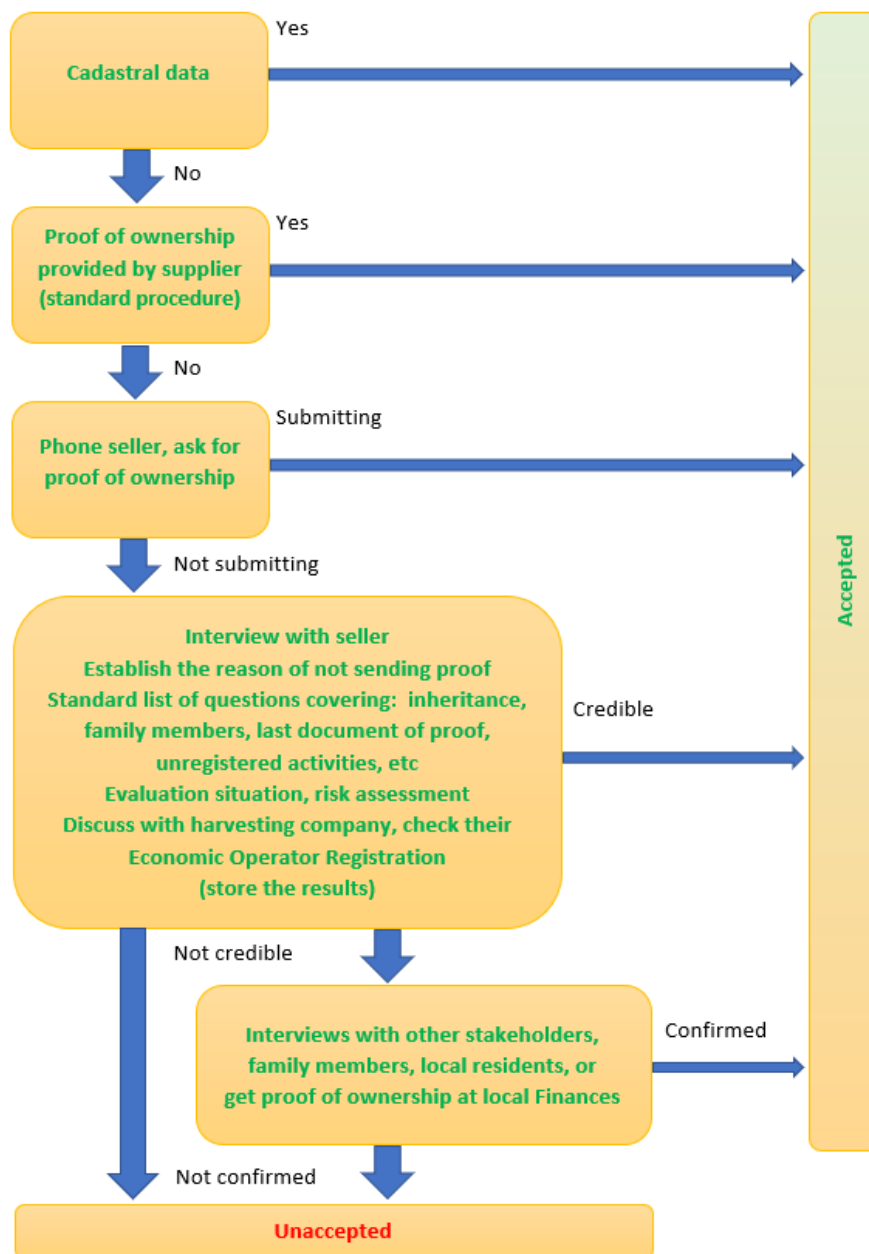 Yes
Cadastral data
No
Yes
Proof of ownership
provided by supplier
(standard procedure)
No
Submitting
Phone seller, ask for
proof of ownership
Not submitting
Interview with seller
Establish the reason of not sending proof
Standard list of questions covering: inheritance,
family members, last document of proof,
unregistered activities, etc
Evaluation situation, risk assessment
Discuss with harvesting company, check their
Economic Operator Registration
(store the results)
Credible
Accepted
Not credible
Interviews with other stakeholders,
family members, local residents, or
get proof of ownership at local Finances
Confirmed
Not confirmed
Unaccepted